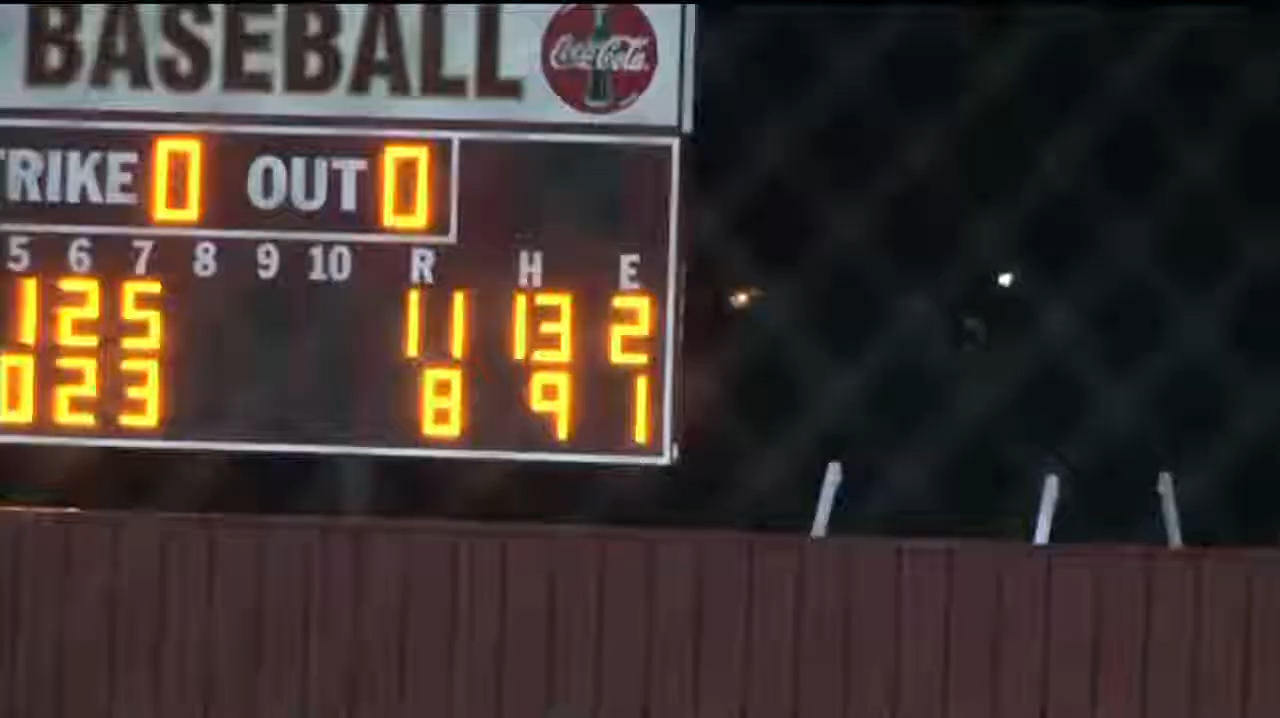 BASEBALL Coca-Cola
TRIKE 0 OUT 0
5 6 7 8 9 10 R H E
1 2 5 11 13 2
0 2 3 8 9 1